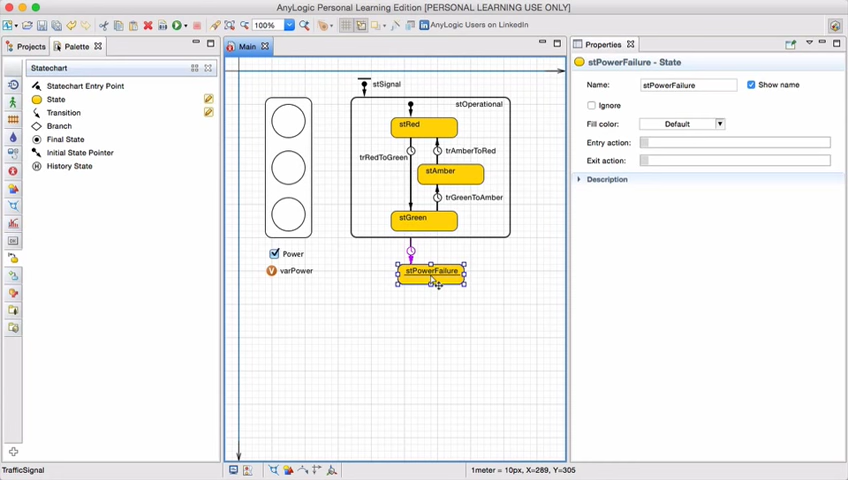 AnyLogic Personal Learning Edition [PERSONAL LEARNING USE ONLY]
100%
AnyLogic Users on LinkedIn
Projects
Palette
Main
Properties
Statechart
Statechart Entry Point
State
Transition
Branch
Final State
Initial State Pointer
History State
stSignal
stOperational
stRed
trRedToGreen
trAmberToRed
stAmber
trGreenToAmber
stGreen
Power
varPower
stPowerFailure
stPowerFailure - State
Name:
stPowerFailure
Show name
Ignore
Fill color:
Default
Entry action:
Exit action:
Description
TrafficSignal
1meter = 10px, X=289, Y=305